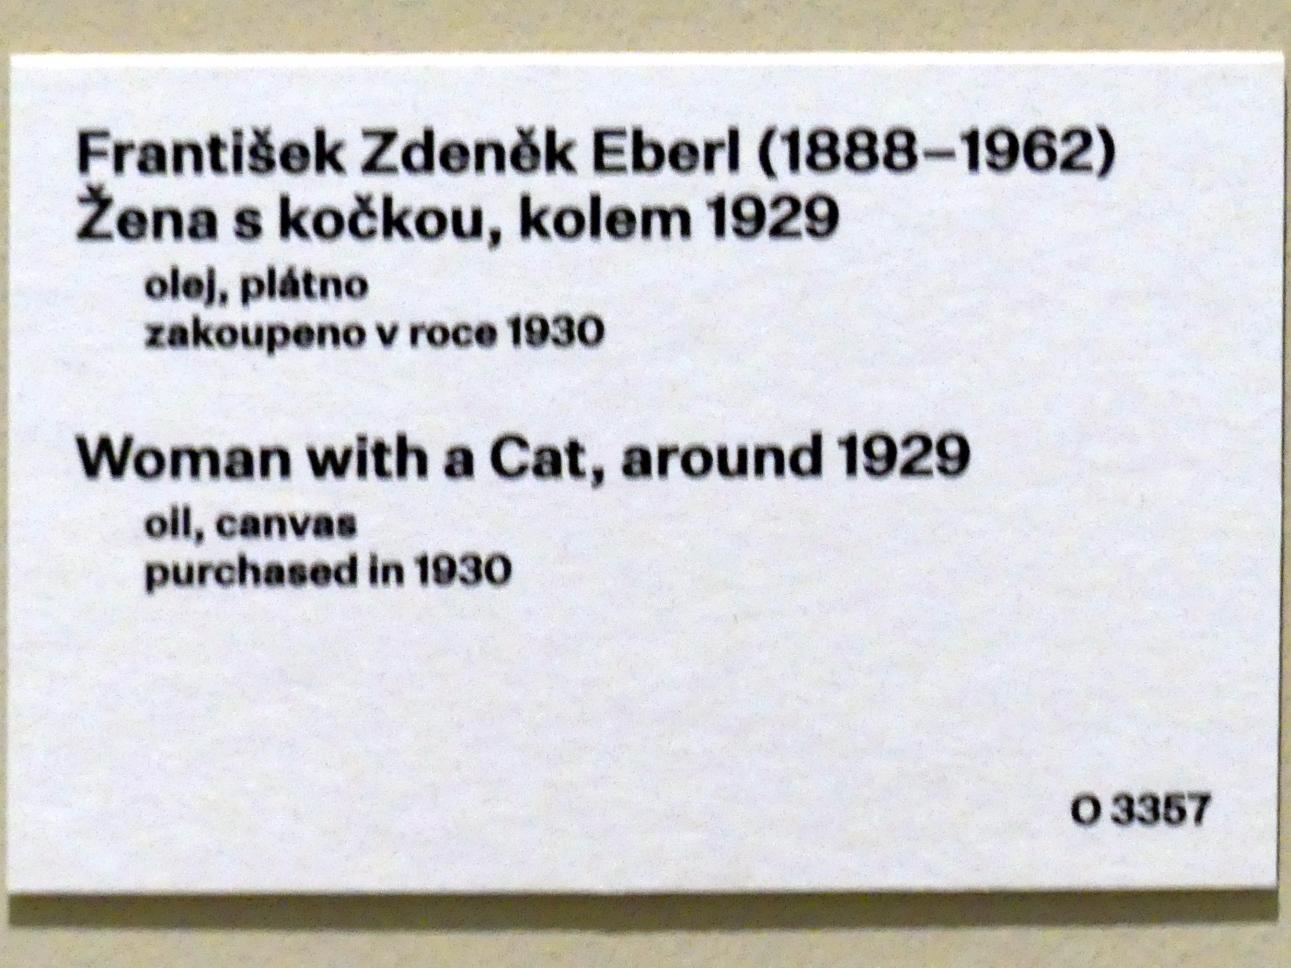 František Zdeněk Eberl (1888–1962)
Žena s kočkou, kolem 1929
olej, plátno
zakoupeno v roce 1930
Woman with a Cat, around 1929
oil, canvas
purchased in 1930
O 3357